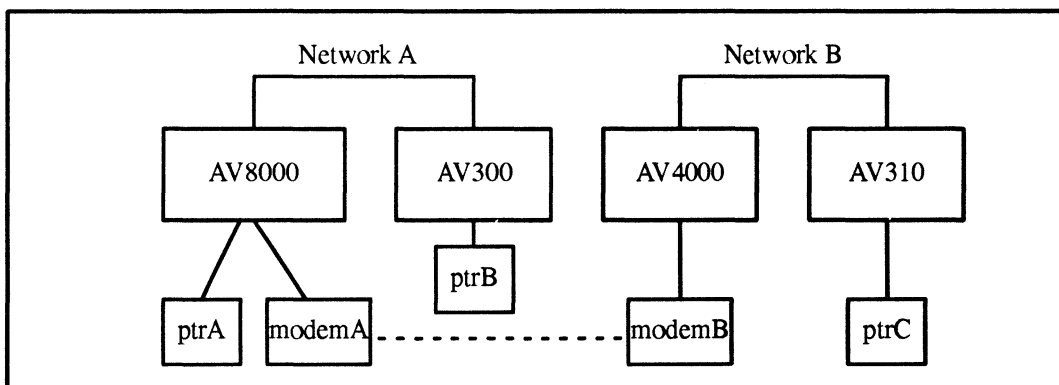 Network A
Network B
AV8000
AV300
AV4000
AV310
ptrB
ptrA
modemA
modemB
ptrC